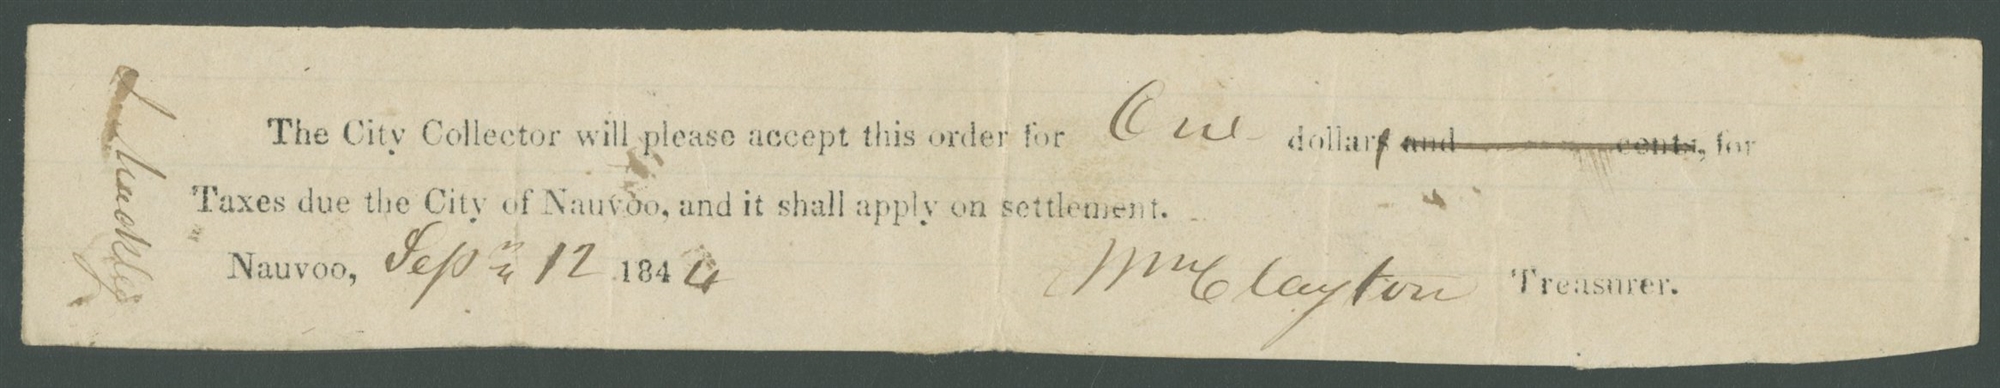 The City Collector will please accept this order for One dollars and cents, for
Taxes due the City of Nauvoo, and it shall apply on settlement.
Nauvoo, Sepr 12 1844 Wm Clayton Treasurer.